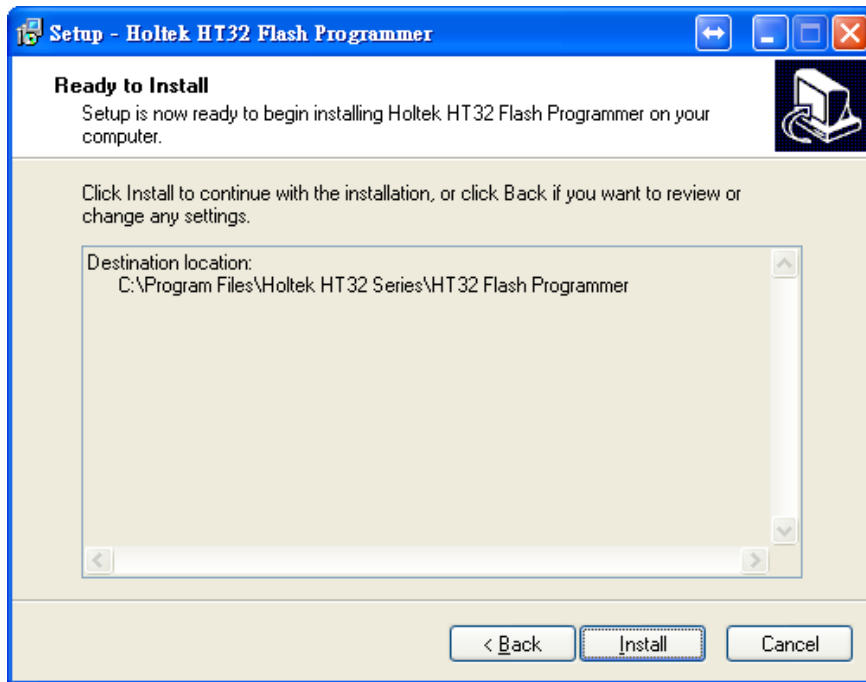 Setup - Holtek HT32 Flash Programmer
Ready to Install
Setup is now ready to begin installing Holtek HT32 Flash Programmer on your
computer.
Click Install to continue with the installation, or click Back if you want to review or
change any settings.
Destination location:
C:\Program Files\Holtek HT32 Series\HT32 Flash Programmer
< Back
Install
Cancel